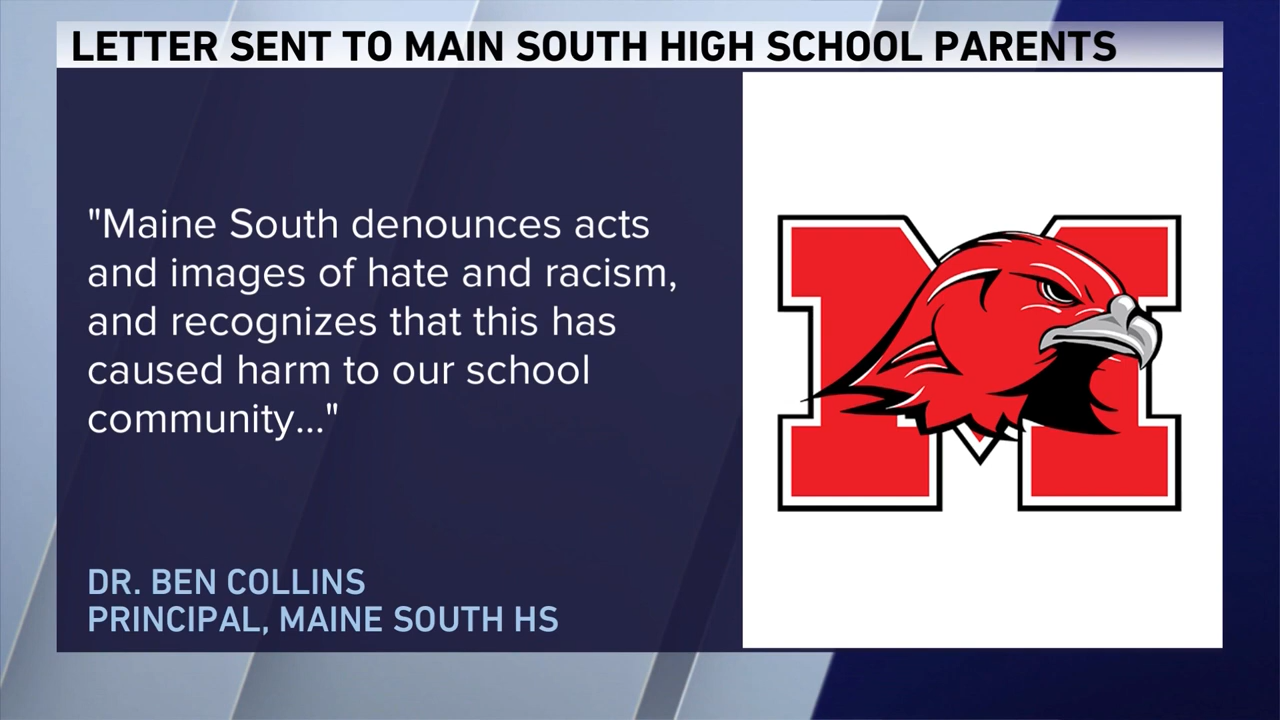 LETTER SENT TO MAIN SOUTH HIGH SCHOOL PARENTS
"Maine South denounces acts
and images of hate and racism,
and recognizes that this has
caused harm to our school
community..."
DR. BEN COLLINS
PRINCIPAL, MAINE SOUTH HS
M